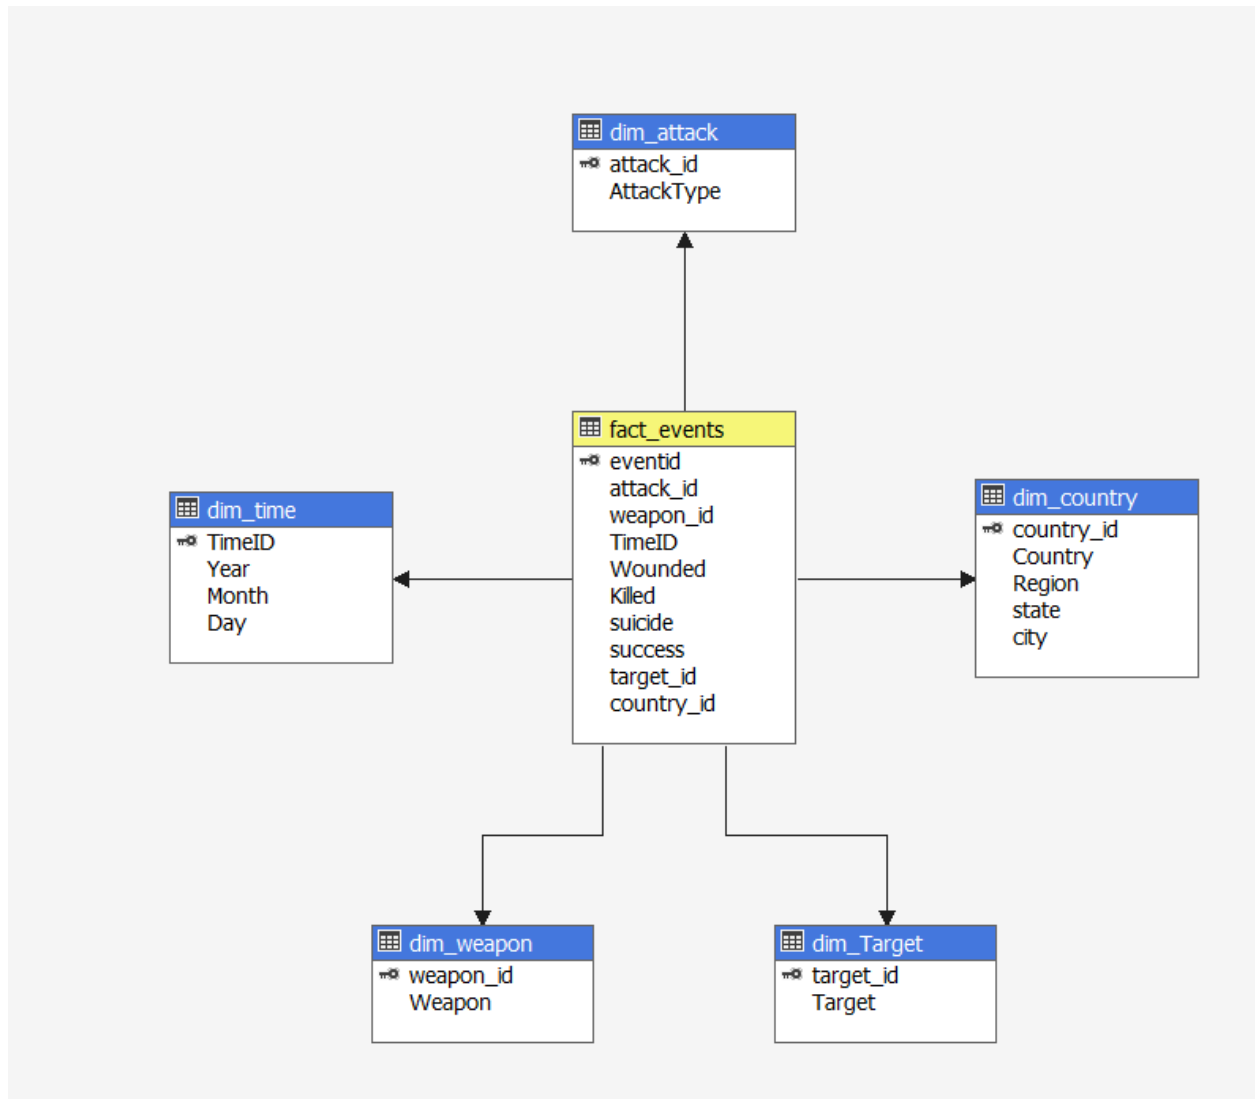 dim_attack
attack_id
AttackType
fact_events
eventid
attack_id
weapon_id
TimeID
Wounded
Killed
suicide
success
target_id
country_id
dim_time
TimeID
Year
Month
Day
dim_country
country_id
Country
Region
state
city
dim_weapon
weapon_id
Weapon
dim_Target
target_id
Target